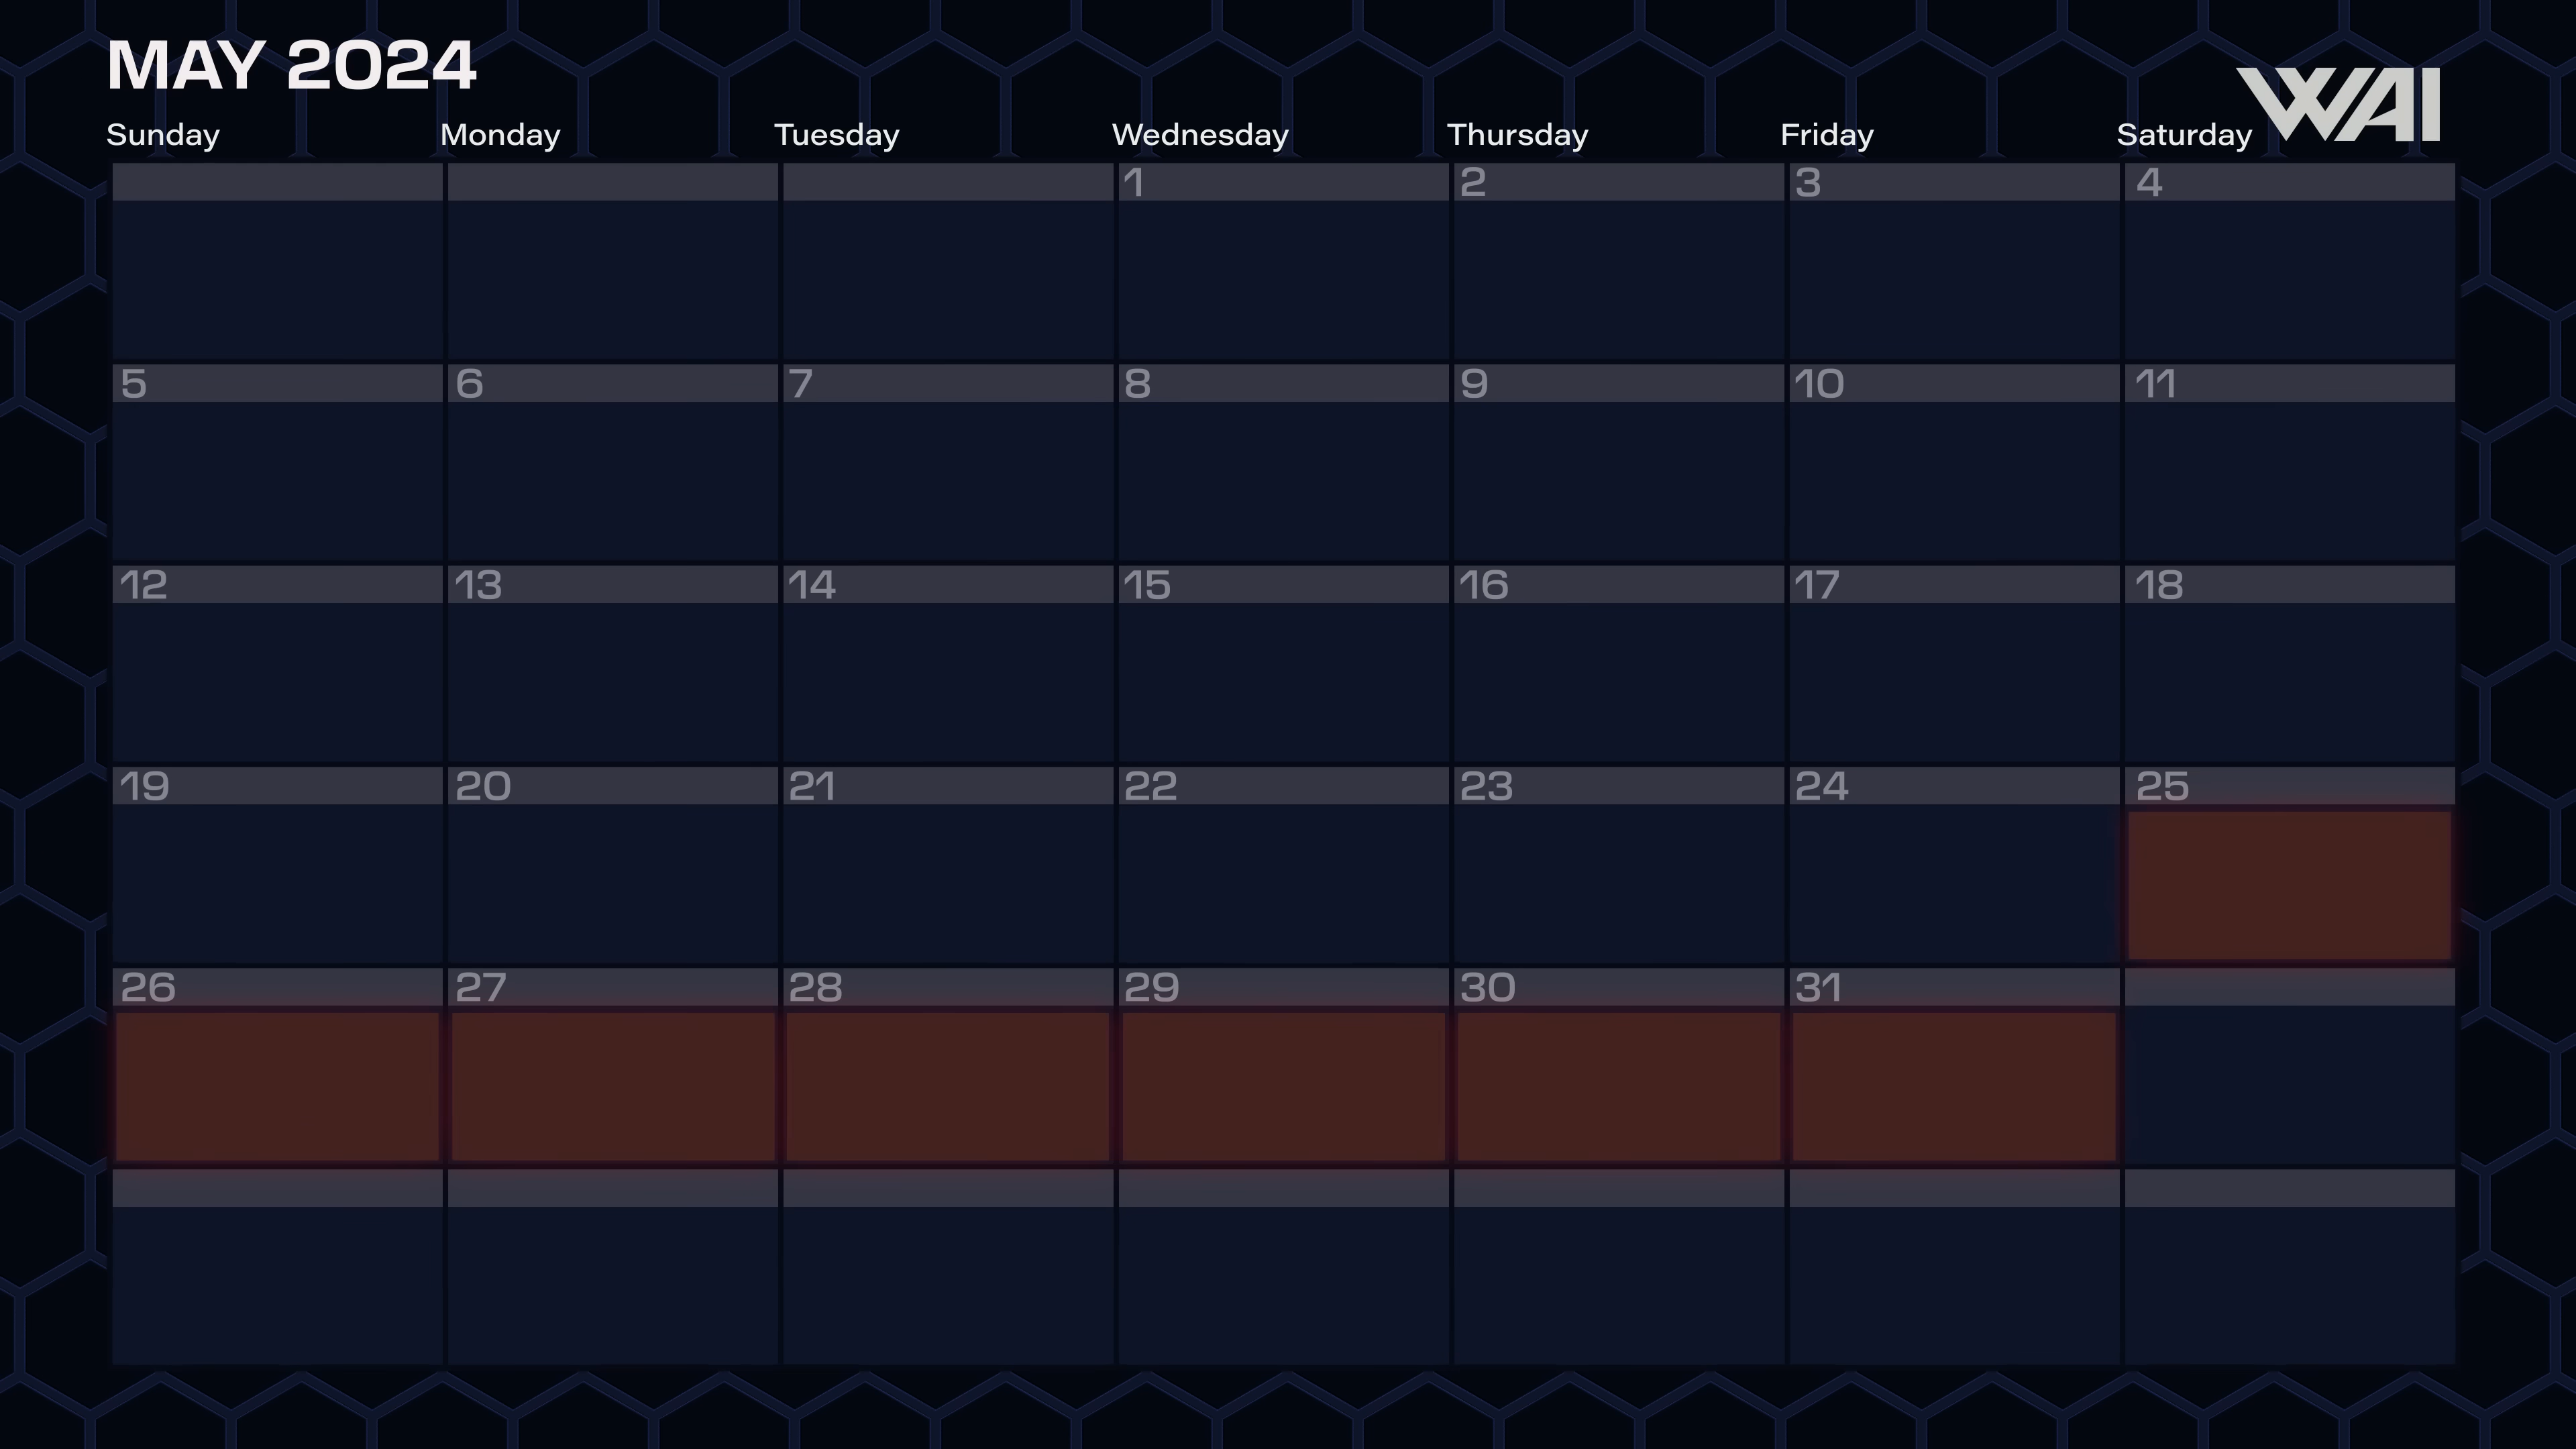 MAY 2024
WAI
Sunday Monday Tuesday Wednesday Thursday Friday Saturday
1 2 3 4
5 6 7 8 9 10 11
12 13 14 15 16 17 18
19 20 21 22 23 24 25
26 27 28 29 30 31